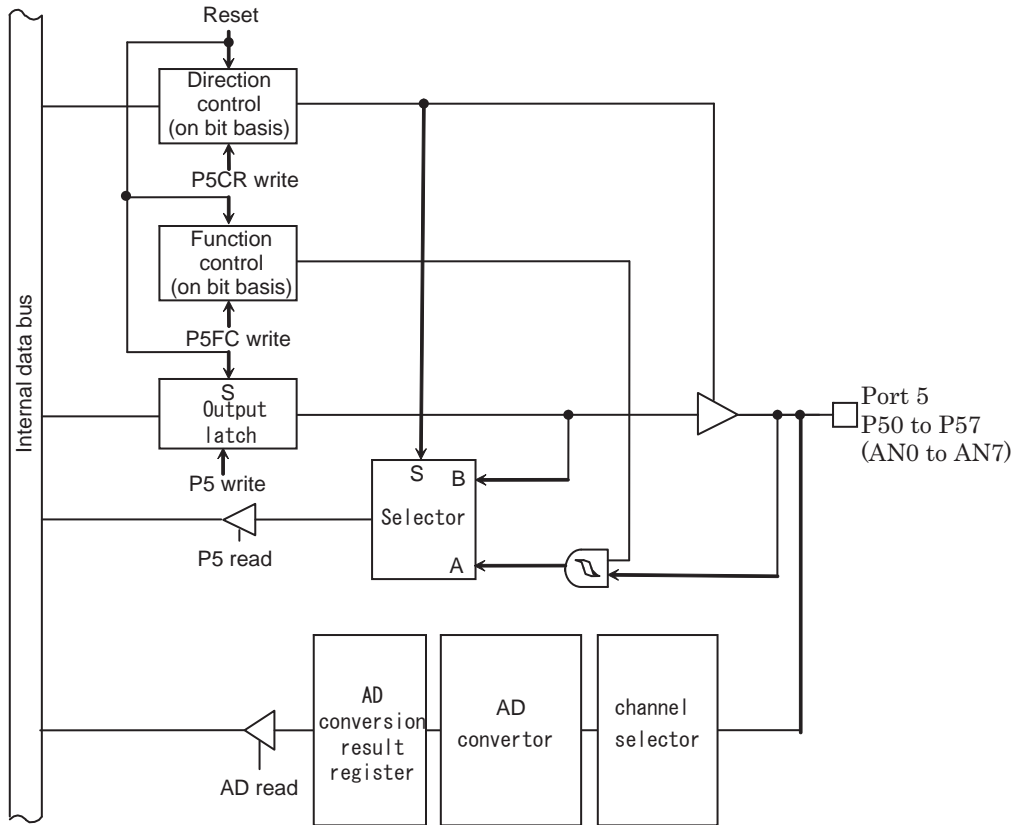 Reset
Direction
control
(on bit basis)
P5CR write
Function
control
(on bit basis)
P5FC write
Internal data bus
S
Output
latch
P5 write
Port 5
P50 to P57
(AN0 to AN7)
S
B
Selector
A
P5 read
AD
conversion
result
register
AD
convertor
channel
selector
AD read